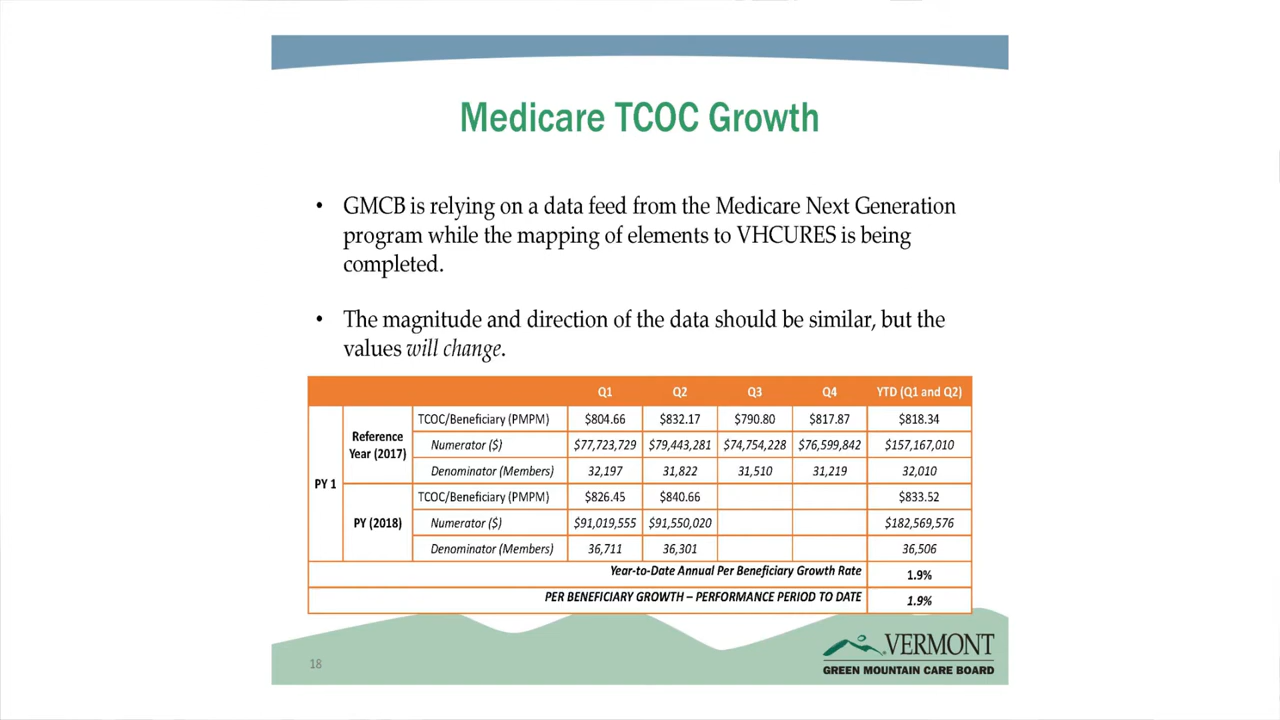 Medicare TCOC Growth
• GMCB is relying on a data feed from the Medicare Next Generation
program while the mapping of elements to VHCURES is being
completed.
• The magnitude and direction of the data should be similar, but the
values will change.
Q1 Q2 Q3 Q4 YTD (Q1 and Q2)
PY 1
Reference
Year (2017)
TCOC/Beneficiary (PMPM) $804.66 $832.17 $790.80 $817.87 $818.34
Numerator ($) $77,723,729 $79,443,281 $74,754,228 $76,599,842 $157,167,010
Denominator (Members) 32,197 31,822 31,510 31,219 32,010
PY (2018)
TCOC/Beneficiary (PMPM) $826.45 $840.66 $833.52
Numerator ($) $91,019,555 $91,550,020 $182,569,576
Denominator (Members) 36,711 36,301 36,506
Year-to-Date Annual Per Beneficiary Growth Rate 1.9%
PER BENEFICIARY GROWTH – PERFORMANCE PERIOD TO DATE 1.9%
18
VERMONT
GREEN MOUNTAIN CARE BOARD